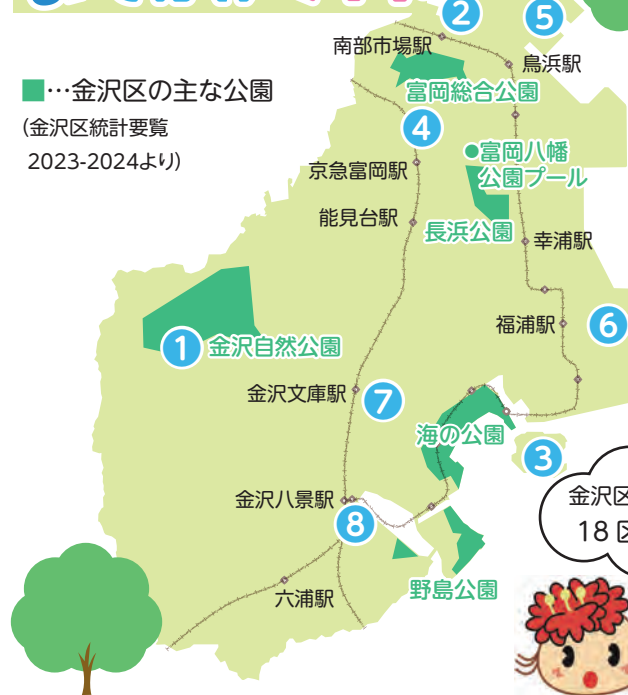 2
5
南部市場駅
鳥浜駅
■…金沢区の主な公園
(金沢区統計要覧
2023-2024より)
富岡総合公園
4
●富岡八幡
公園プール
京急富岡駅
能見台駅
長浜公園
幸浦駅
福浦駅
6
1
金沢自然公園
金沢文庫駅
7
海の公園
3
金沢八景駅
8
金沢区
18区
六浦駅
野島公園